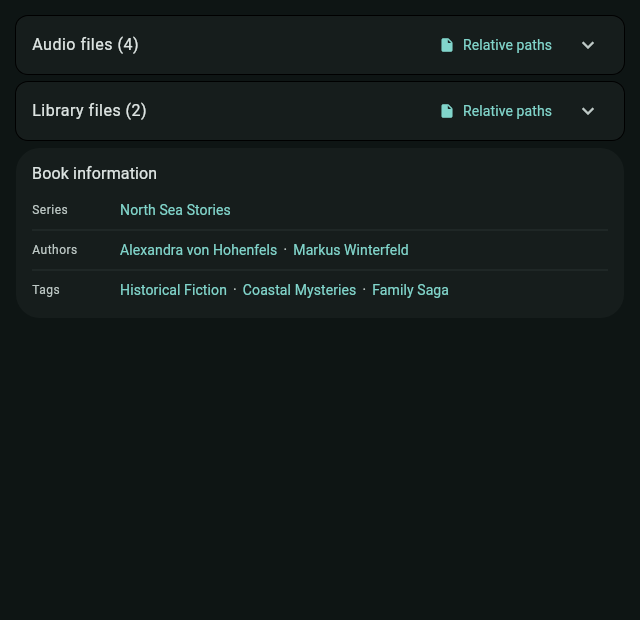 Audio files (4) Relative paths
Library files (2) Relative paths
Book information
Series North Sea Stories
Authors Alexandra von Hohenfels · Markus Winterfeld
Tags Historical Fiction · Coastal Mysteries · Family Saga